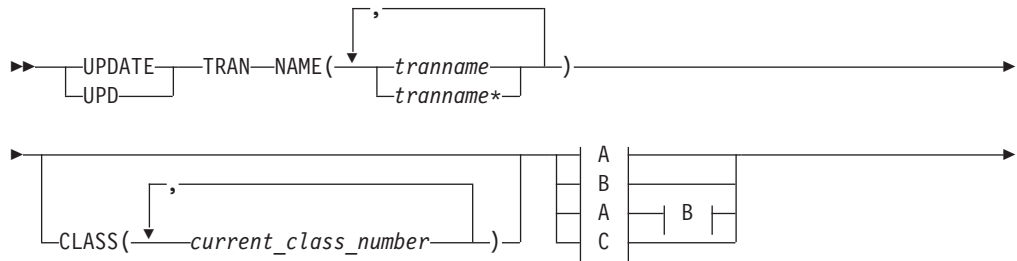 ,
UPDATE TRAN NAME( tranname )
UPD tranname*
A
, B
A B
CLASS( current_class_number ) C